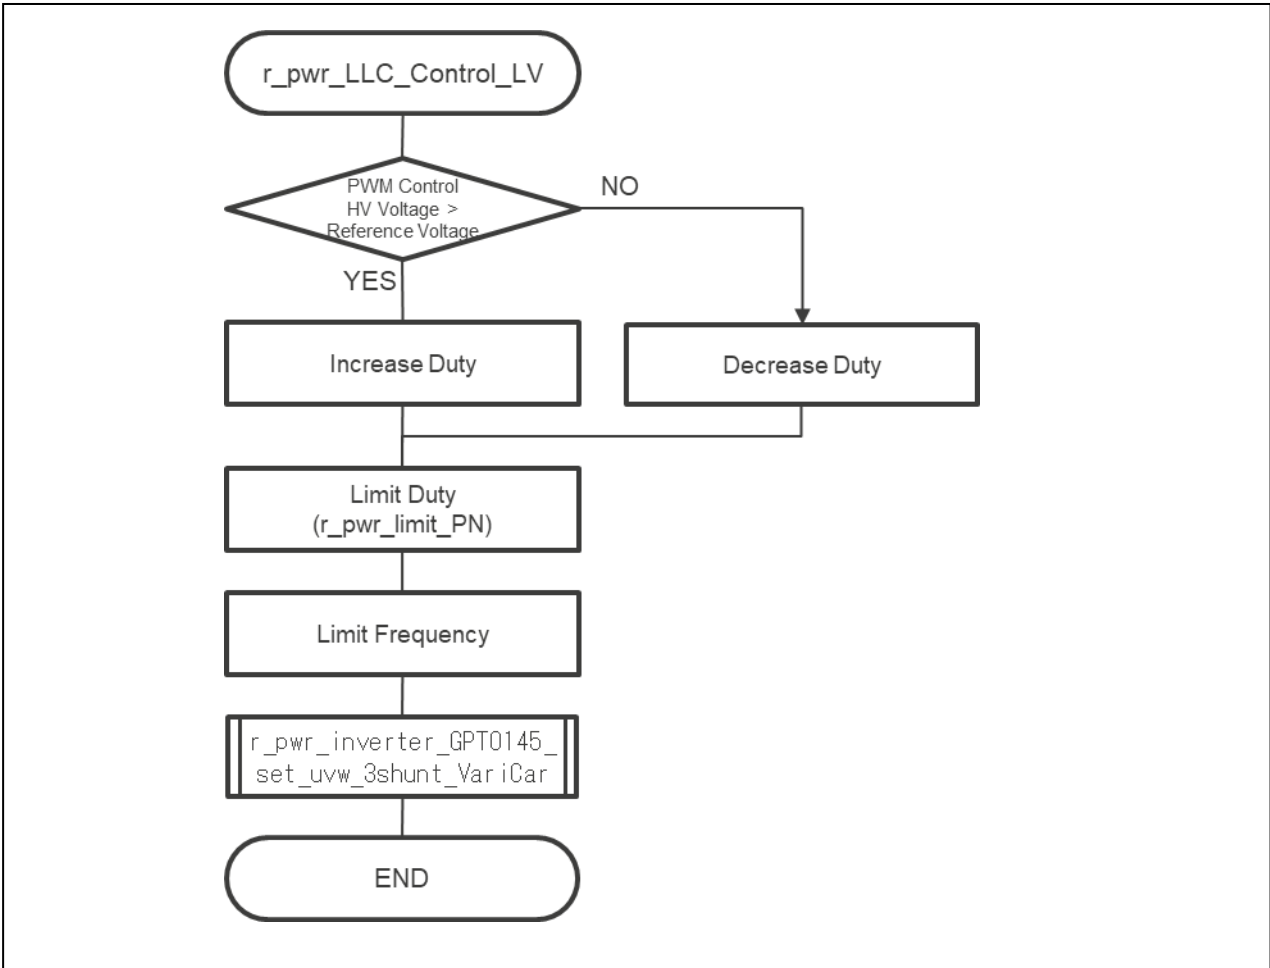 r_pwr_LLC_Control_LV
PWM Control
HV Voltage >
Reference Voltage
NO
YES
Increase Duty
Decrease Duty
Limit Duty
(r_pwr_limit_PN)
Limit Frequency
r_pwr_inverter_GPT0145_
set_uvw_3shunt_VariCar
END